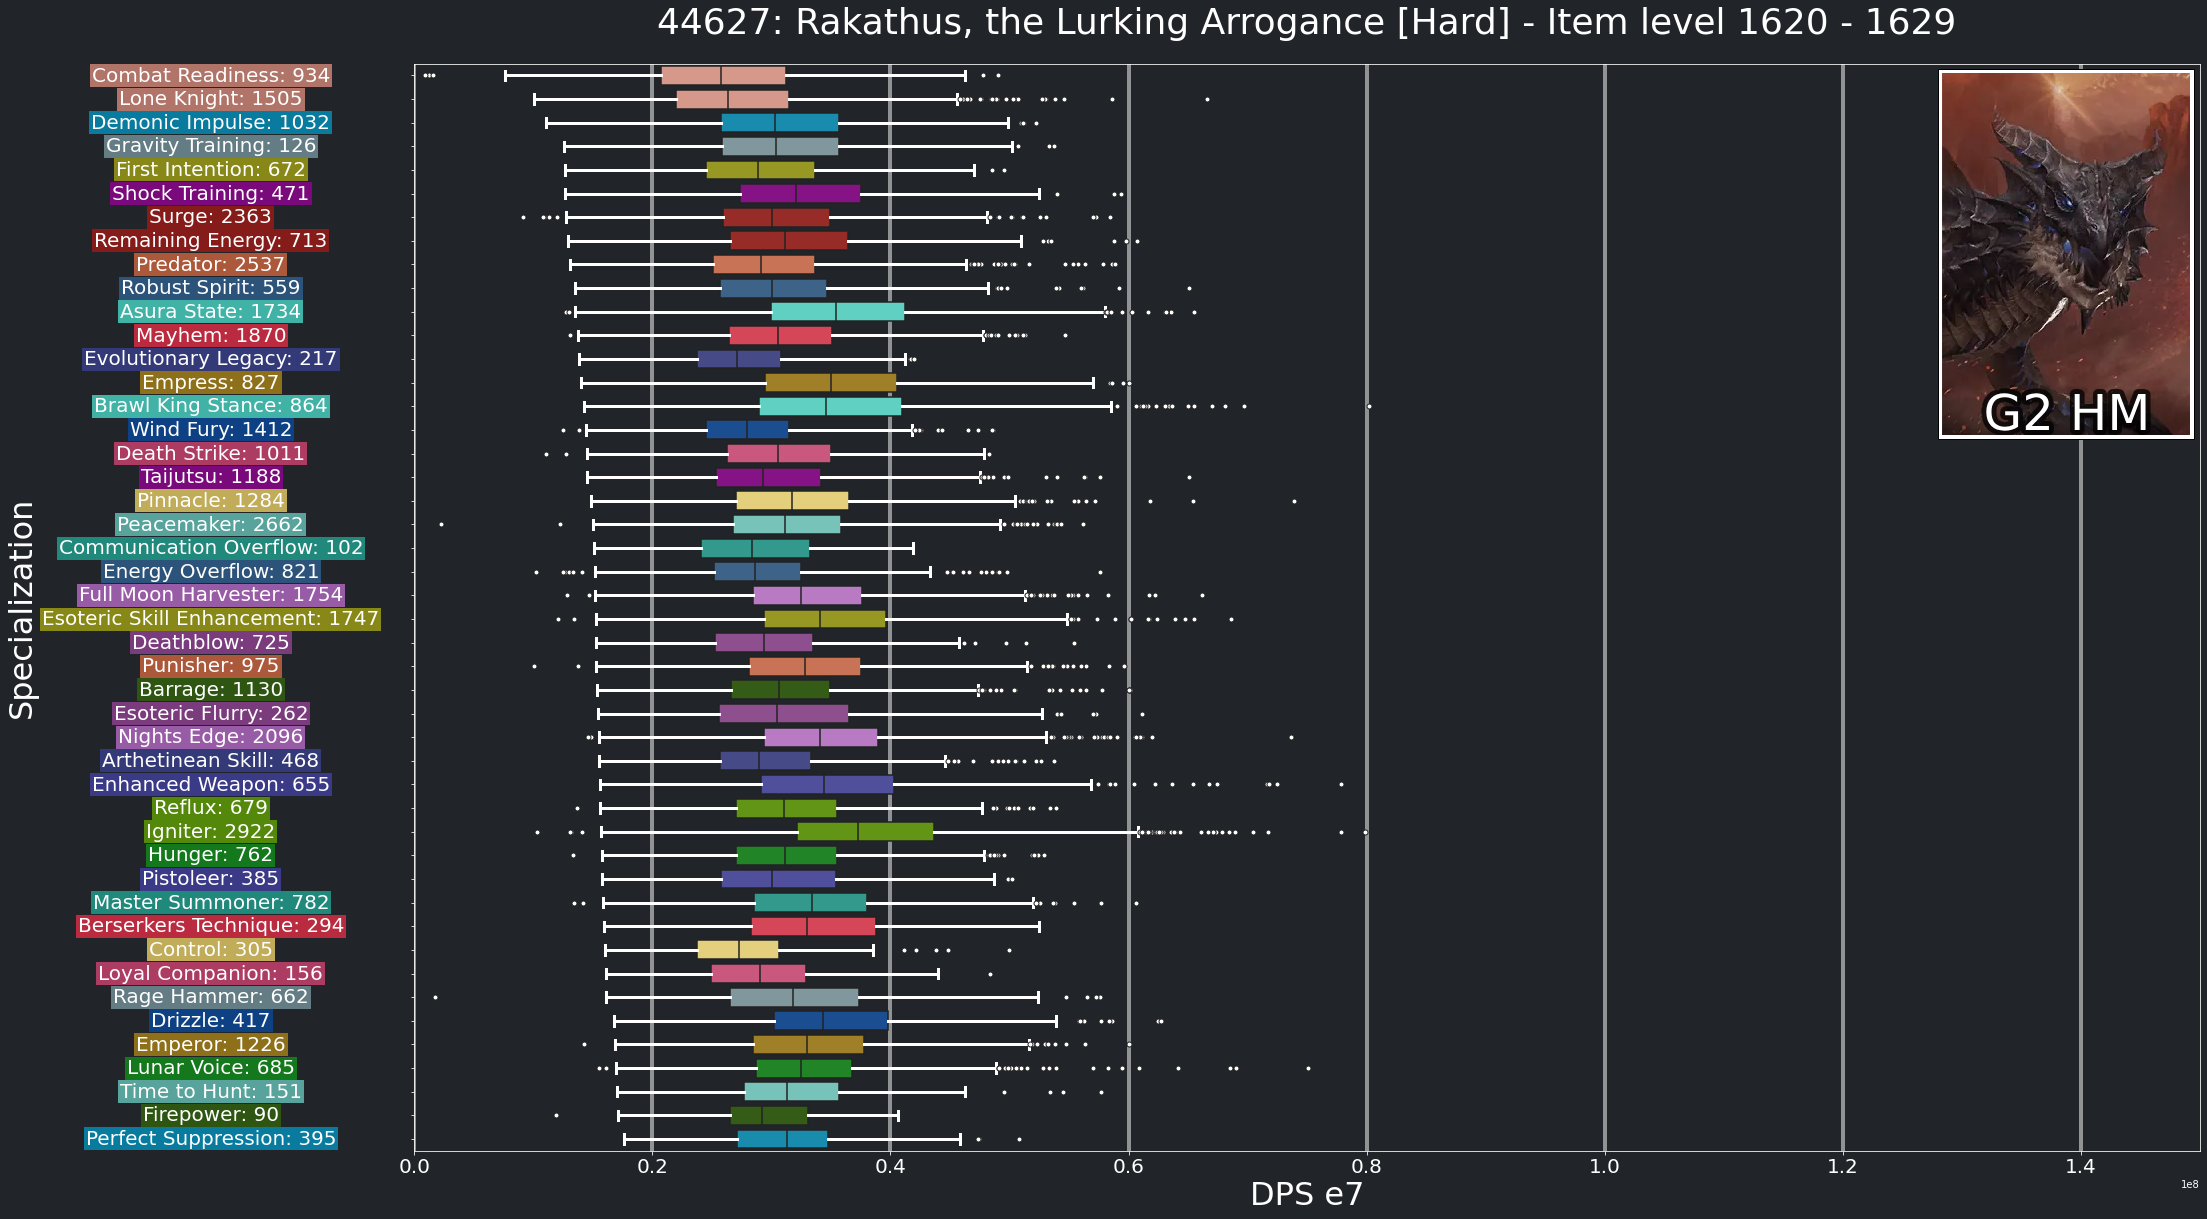 44627: Rakathus, the Lurking Arrogance [Hard] - Item level 1620 - 1629
Combat Readiness: 934
Lone Knight: 1505
Demonic Impulse: 1032
Gravity Training: 126
First Intention: 672
Shock Training: 471
Surge: 2363
Remaining Energy: 713
Predator: 2537
Robust Spirit: 559
Asura State: 1734
Mayhem: 1870
Evolutionary Legacy: 217
Empress: 827
Brawl King Stance: 864
Wind Fury: 1412
Death Strike: 1011
Taijutsu: 1188
Pinnacle: 1284
Peacemaker: 2662
Communication Overflow: 102
Energy Overflow: 821
Full Moon Harvester: 1754
Esoteric Skill Enhancement: 1747
Deathblow: 725
Punisher: 975
Barrage: 1130
Esoteric Flurry: 262
Nights Edge: 2096
Arthetinean Skill: 468
Enhanced Weapon: 655
Reflux: 679
Igniter: 2922
Hunger: 762
Pistoleer: 385
Master Summoner: 782
Berserkers Technique: 294
Control: 305
Loyal Companion: 156
Rage Hammer: 662
Drizzle: 417
Emperor: 1226
Lunar Voice: 685
Time to Hunt: 151
Firepower: 90
Perfect Suppression: 395
Specialization
G2 HM
0.0 0.2 0.4 0.6 0.8 1.0 1.2 1.4
1e8
DPS e7